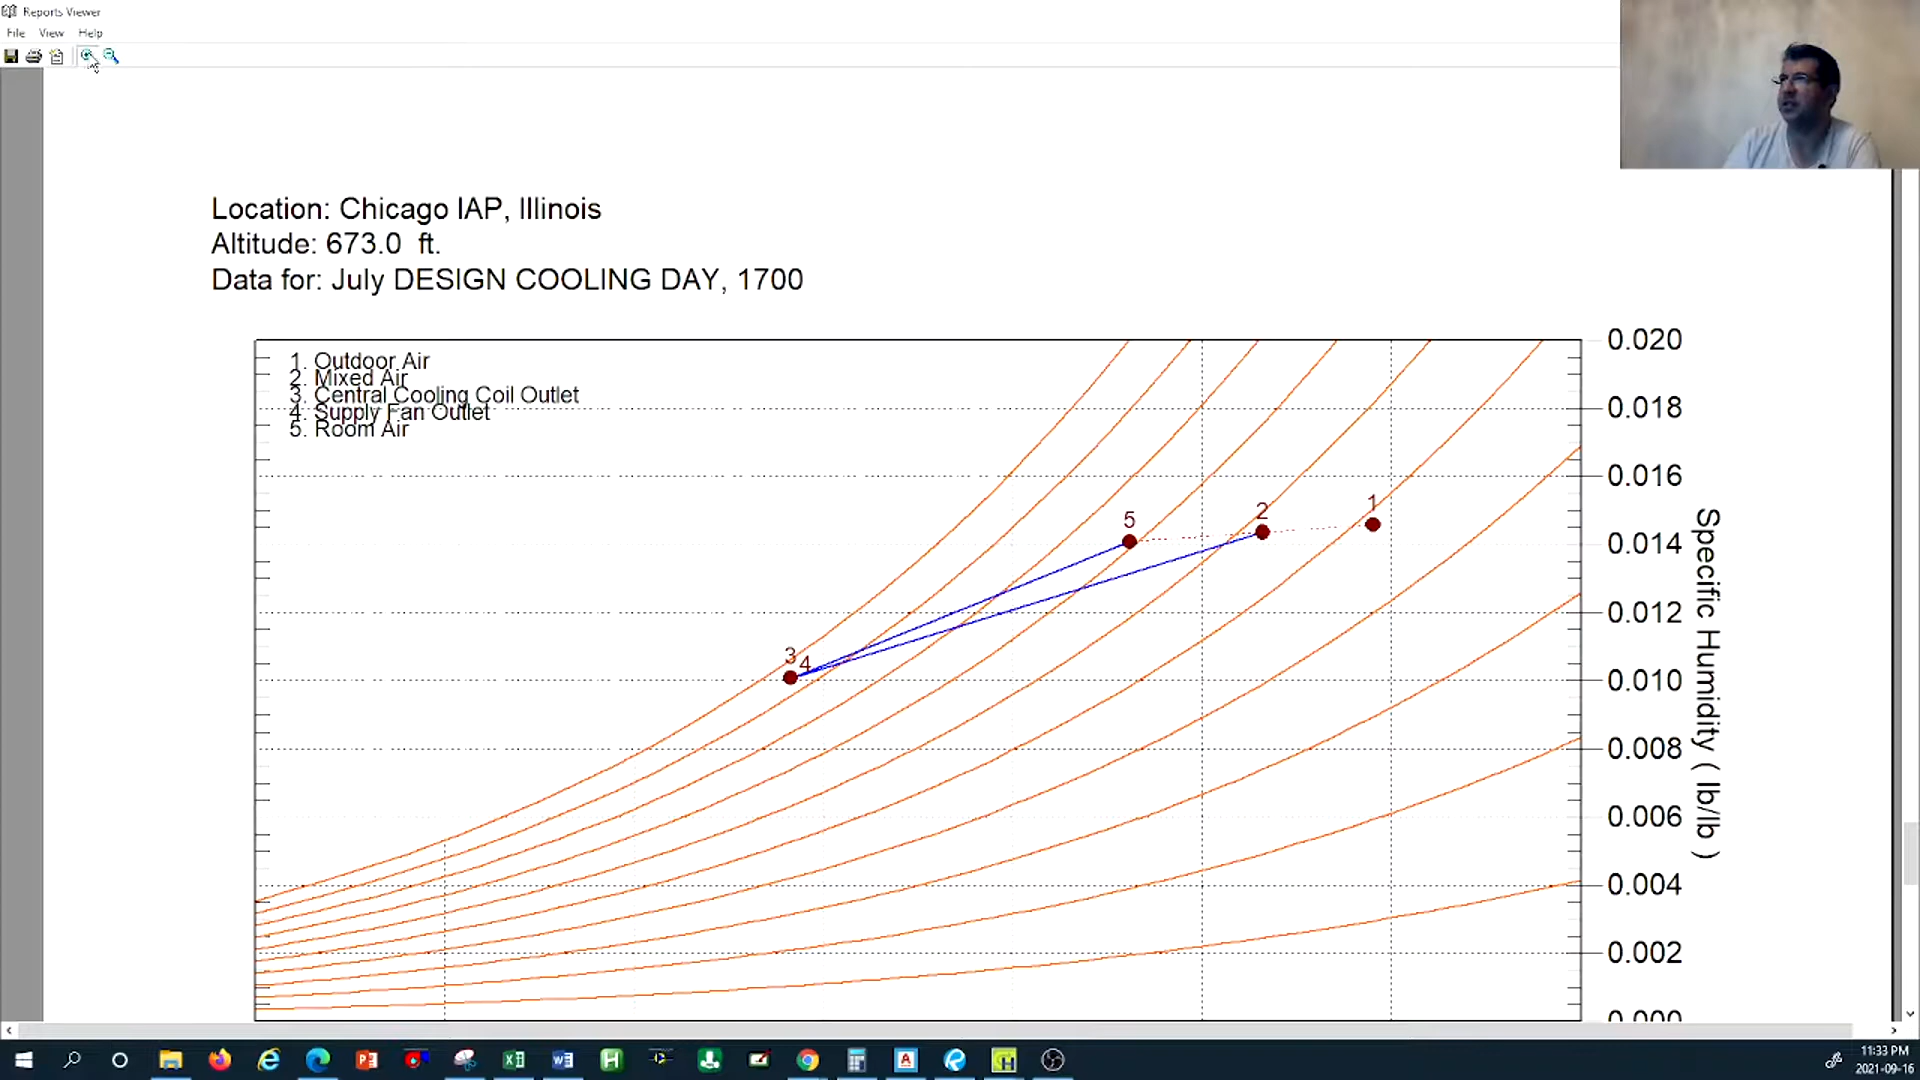 Reports Viewer
File View Help
Location: Chicago IAP, Illinois
Altitude: 673.0 ft.
Data for: July DESIGN COOLING DAY, 1700
1. Outdoor Air
2. Mixed Air
3. Central Cooling Coil Outlet
4. Supply Fan Outlet
5. Room Air
0.020
0.018
0.016
0.014
0.012
0.010
0.008
0.006
0.004
0.002
0.000
Specific Humidity ( lb/lb )
1
2
5
3
4
11:33 PM
2021-09-16